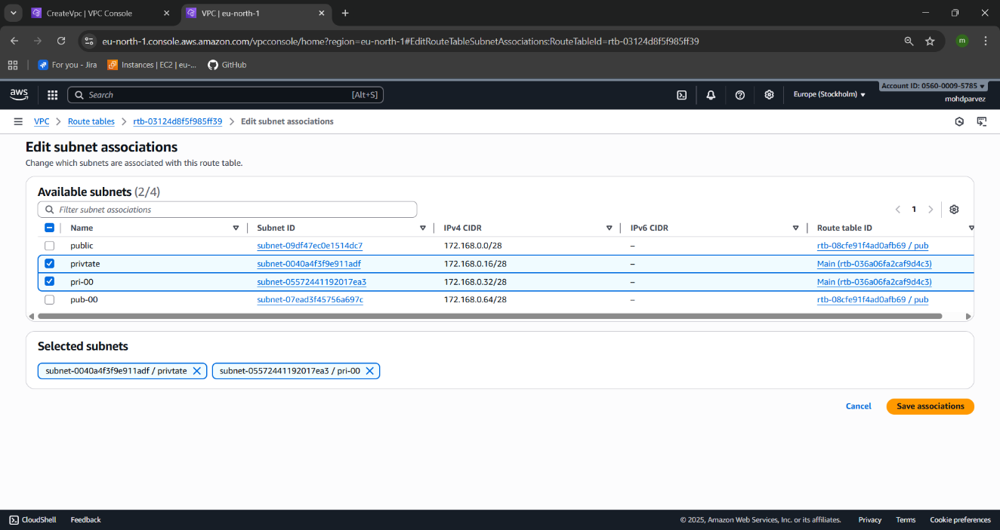 CreateVpc | VPC Console
VPC | eu-north-1
eu-north-1.console.aws.amazon.com/vpcconsole/home?region=eu-north-1#EditRouteTableSubnetAssociations:RouteTableId=rtb-03124d8f5f985ff39
m
For you - Jira
Instances | EC2 | eu-...
GitHub
aws
Search
[Alt+S]
Europe (Stockholm)
Account ID: 0560-0009-5785
mohdparvez
VPC
Route tables
rtb-03124d8f5f985ff39
Edit subnet associations
Edit subnet associations
Change which subnets are associated with this route table.
Available subnets (2/4)
Filter subnet associations
1
Name Subnet ID IPv4 CIDR IPv6 CIDR Route table ID
public subnet-09df47ec0e1514dc7 172.168.0.0/28 – rtb-08cfe91f4ad0afb69 / pub
privtate subnet-0040a4f3f9e911adf 172.168.0.16/28 – Main (rtb-036a06fa2caf9d4c3)
pri-00 subnet-05572441192017ea3 172.168.0.32/28 – Main (rtb-036a06fa2caf9d4c3)
pub-00 subnet-07ead3f45756a697c 172.168.0.64/28 – rtb-08cfe91f4ad0afb69 / pub
Selected subnets
subnet-0040a4f3f9e911adf / privtate
subnet-05572441192017ea3 / pri-00
Cancel
Save associations
CloudShell
Feedback
© 2025, Amazon Web Services, Inc. or its affiliates.
Privacy
Terms
Cookie preferences